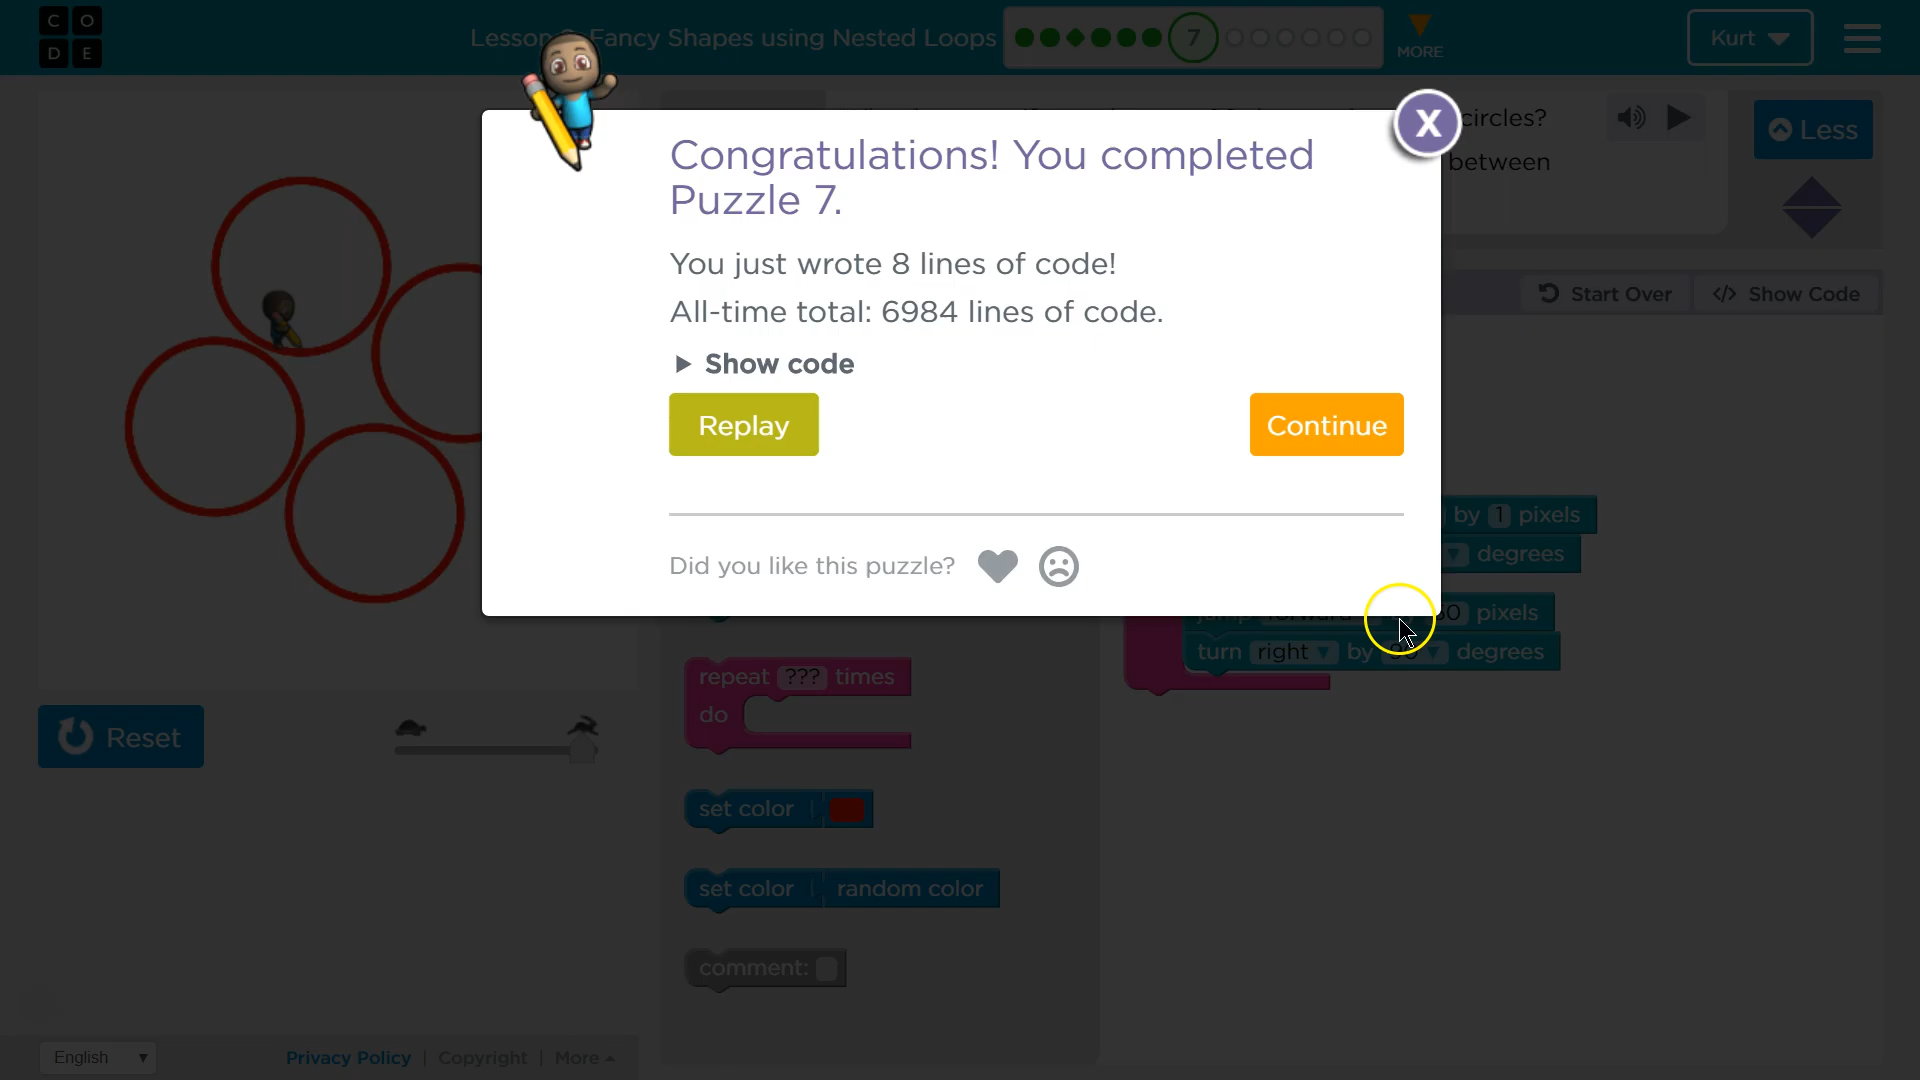 C O
D E
Lesson
Fancy Shapes using Nested Loops
7
MORE
Kurt
circles?
between
Less
X
Congratulations! You completed
Puzzle 7.
You just wrote 8 lines of code!
All-time total: 6984 lines of code.
Show code
Replay
Continue
Did you like this puzzle?
Start Over
</> Show Code
by 1 pixels
degrees
pixels
turn right by 90 degrees
repeat ??? times
do
set color
set color random color
comment:
Reset
English
Privacy Policy | Copyright | More